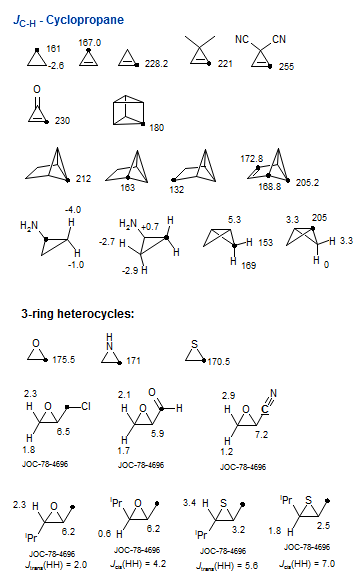 JC-H - Cyclopropane
161 167.0 NC CN
-2.6 228.2 221 255
O
230 180
172.8
212 163 132 168.8 205.2
-4.0
H2N H H2N +0.7 H 5.3 3.3 205
-2.7 H H 153 H 3.3
H H H H
-1.0 -2.9 H 169 0
3-ring heterocycles:
O H N S
175.5 171 170.5
2.3 2.1 O 2.9 N
H O Cl H O H H O C
H 6.5 H 5.9 H 7.2
1.8 1.7 1.2
JOC-78-4696 JOC-78-4696 JOC-78-4696
2.3 H O iPr O 3.4 H S iPr S
iPr 6.2 0.6 H 6.2 iPr 3.2 1.8 H 2.5
JOC-78-4696 JOC-78-4696 JOC-78-4696 JOC-78-4696
Jtrans(HH) = 2.0 Jcis(HH) = 4.2 Jtrans(HH) = 5.6 Jcis(HH) = 7.0